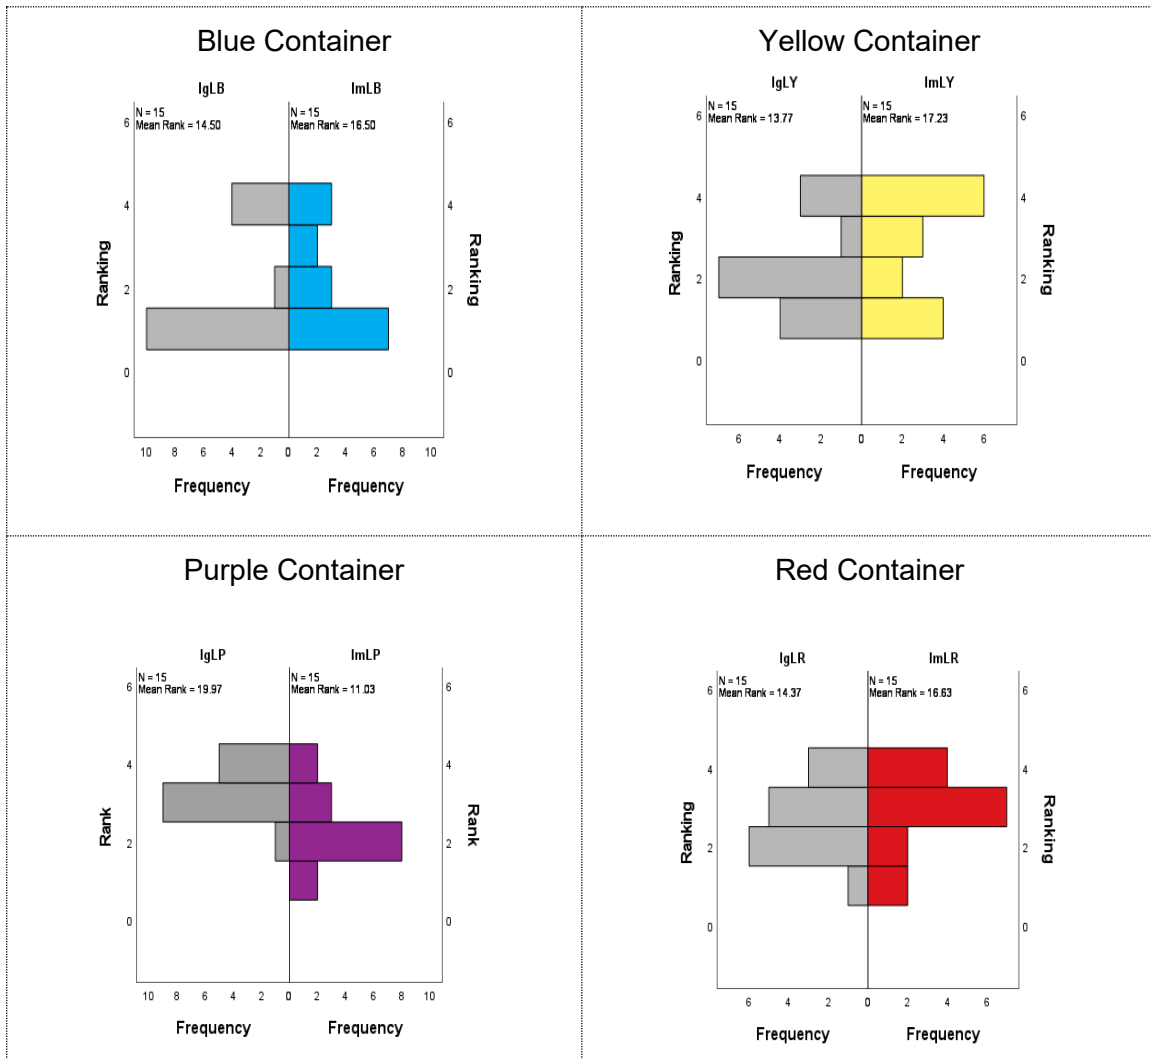 Blue Container
IgLB ImLB
N = 15 N = 15
Mean Rank = 14.50 Mean Rank = 16.50
6 6
4 4
2 2
0 0
Ranking Ranking
10 8 6 4 2 0 2 4 6 8 10
Frequency Frequency
Yellow Container
IgLY ImLY
N = 15 N = 15
Mean Rank = 13.77 Mean Rank = 17.23
6 6
4 4
2 2
0 0
Ranking Ranking
6 4 2 0 2 4 6
Frequency Frequency
Purple Container
IgLP ImLP
N = 15 N = 15
Mean Rank = 19.97 Mean Rank = 11.03
6 6
4 4
2 2
0 0
Rank Rank
10 8 6 4 2 0 2 4 6 8 10
Frequency Frequency
Red Container
IgLR ImLR
N = 15 N = 15
Mean Rank = 14.37 Mean Rank = 16.63
6 6
4 4
2 2
0 0
Ranking Ranking
6 4 2 0 2 4 6
Frequency Frequency